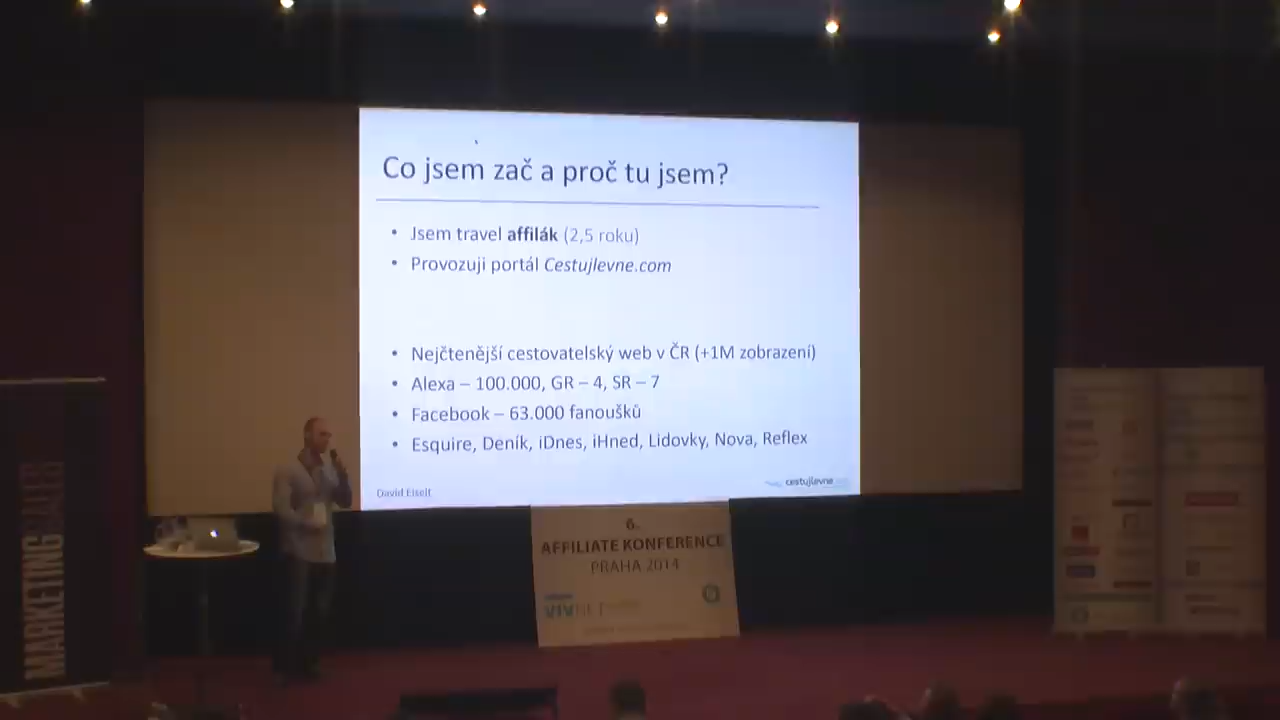 Co jsem zač a proč tu jsem?
• Jsem travel affilák (2,5 roku)
• Provozuji portál Cestujlevne.com
• Nejčtenější cestovatelský web v ČR (+1M zobrazení)
• Alexa – 100.000, GR – 4, SR – 7
• Facebook – 63.000 fanoušků
• Esquire, Deník, iDnes, iHned, Lidovky, Nova, Reflex
David Eiselt
cestujlevne
6.
AFFILIATE KONFERENCE
PRAHA 2014
VIVNET
MARKETING SALES